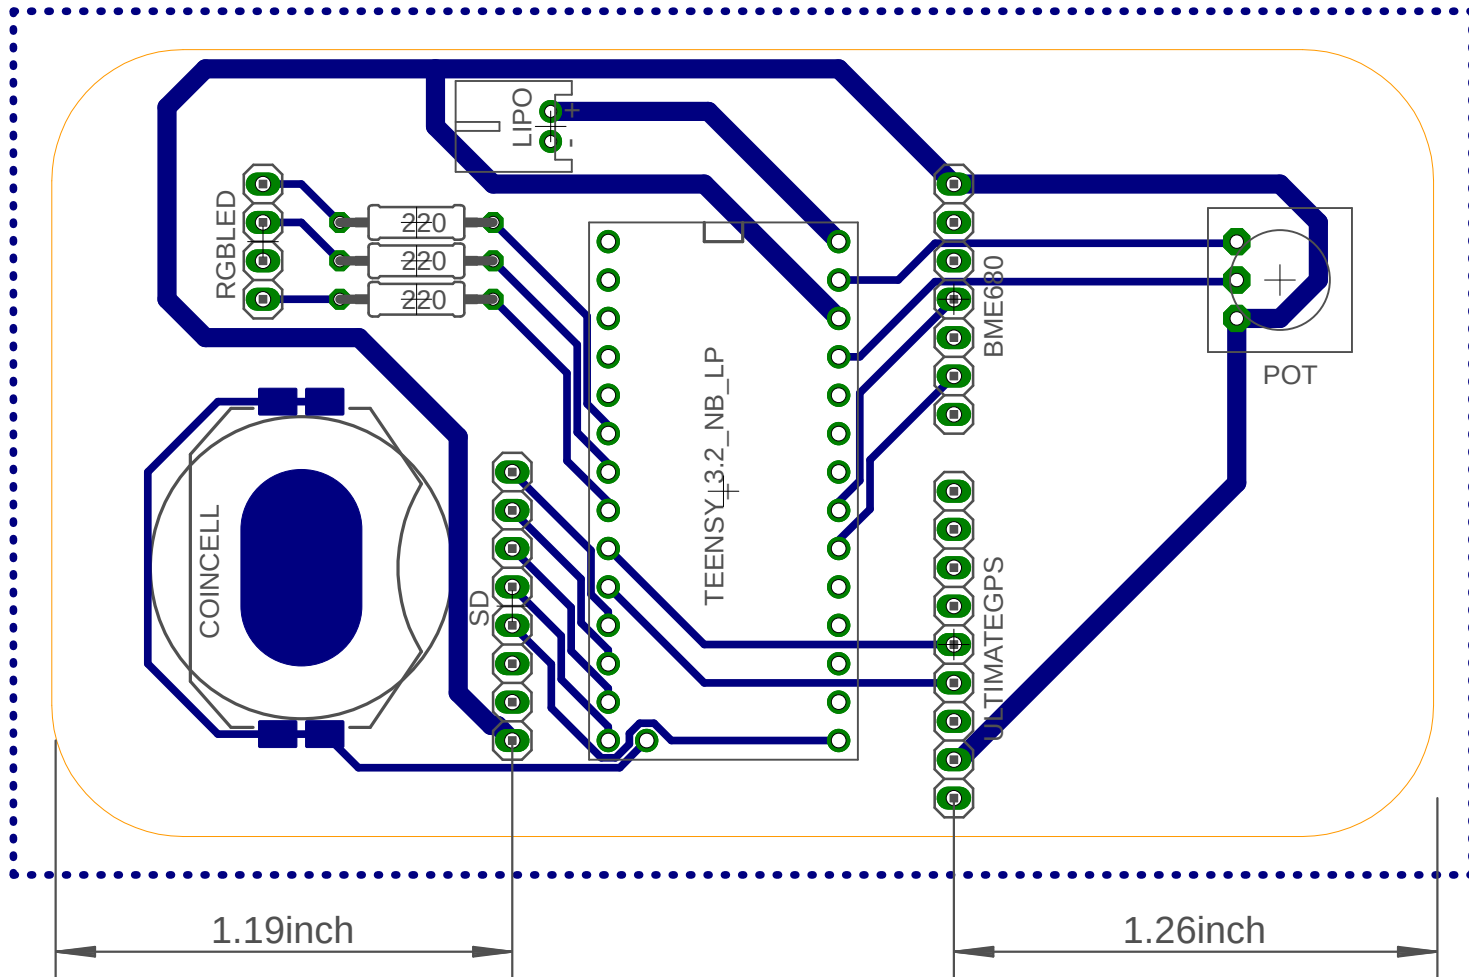 LIPO
+
-
RGBLED
220
220
220
BME680
POT
TEENSY_3.2_NB_LP
COINCELL
SD
ULTIMATEGPS
1.19inch
1.26inch